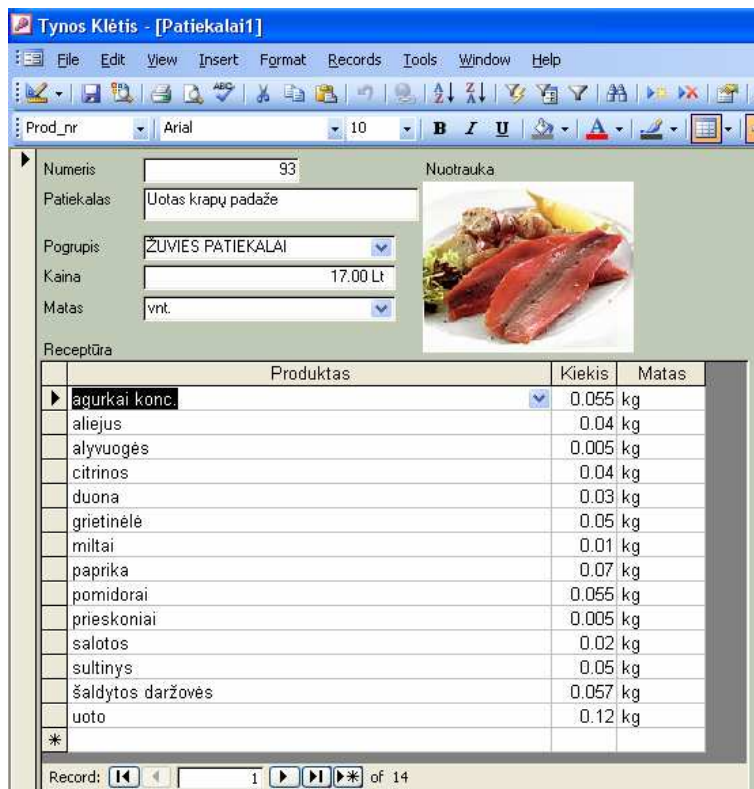 Tynos Klėtis - [Patiekalai1]
File Edit View Insert Format Records Tools Window Help
Prod_nr Arial 10 B I U A
Numeris 93 Nuotrauka
Patiekalas Uotas krapų padaže
Pogrupis ŽUVIES PATIEKALAI
Kaina 17.00 Lt
Matas vnt.
Receptūra
Produktas Kiekis Matas
agurkai konc. 0.055 kg
aliejus 0.04 kg
alyvuogės 0.005 kg
citrinos 0.04 kg
duona 0.03 kg
grietinėlė 0.05 kg
miltai 0.01 kg
paprika 0.07 kg
pomidorai 0.055 kg
prieskoniai 0.005 kg
salotos 0.02 kg
sultinys 0.05 kg
šaldytos daržovės 0.057 kg
uoto 0.12 kg
Record: 1 of 14